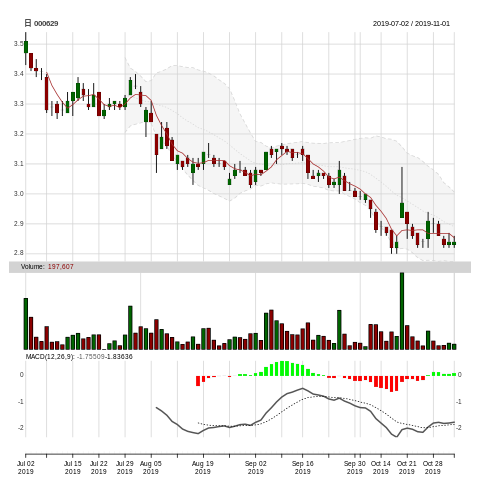 日 000629 2019-07-02 / 2019-11-01
3.5
3.4
3.3
3.2
3.1
3.0
2.9
2.8
Volume: 197,607
MACD(12,26,9): -1.75509-1.83636
0 0
-1 -1
-2 -2
Jul 02 Jul 15 Jul 22 Jul 29 Aug 05 Aug 19 Sep 02 Sep 16 Sep 30 Oct 14 Oct 21 Oct 28
2019 2019 2019 2019 2019 2019 2019 2019 2019 2019 2019 2019